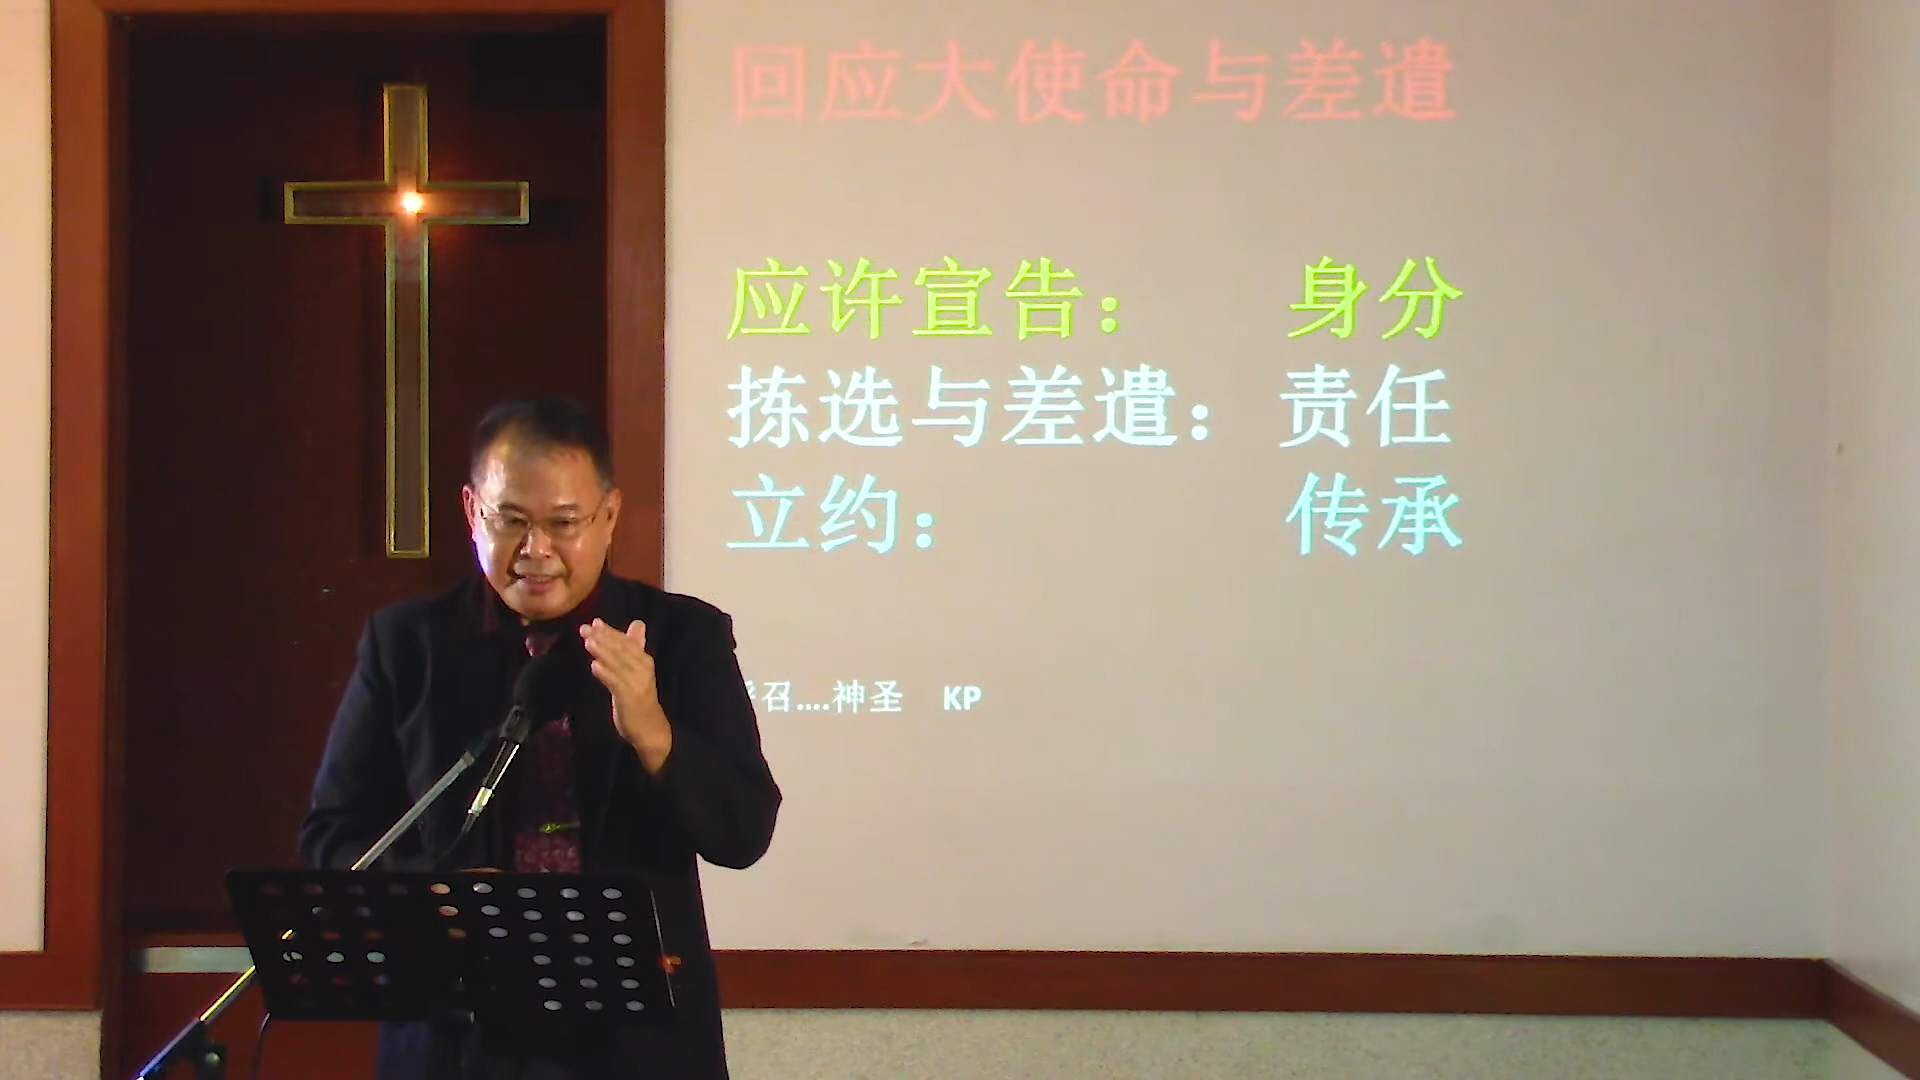 回应大使命与差遣
应许宣告： 身分
拣选与差遣： 责任
立约： 传承
召....神圣 KP